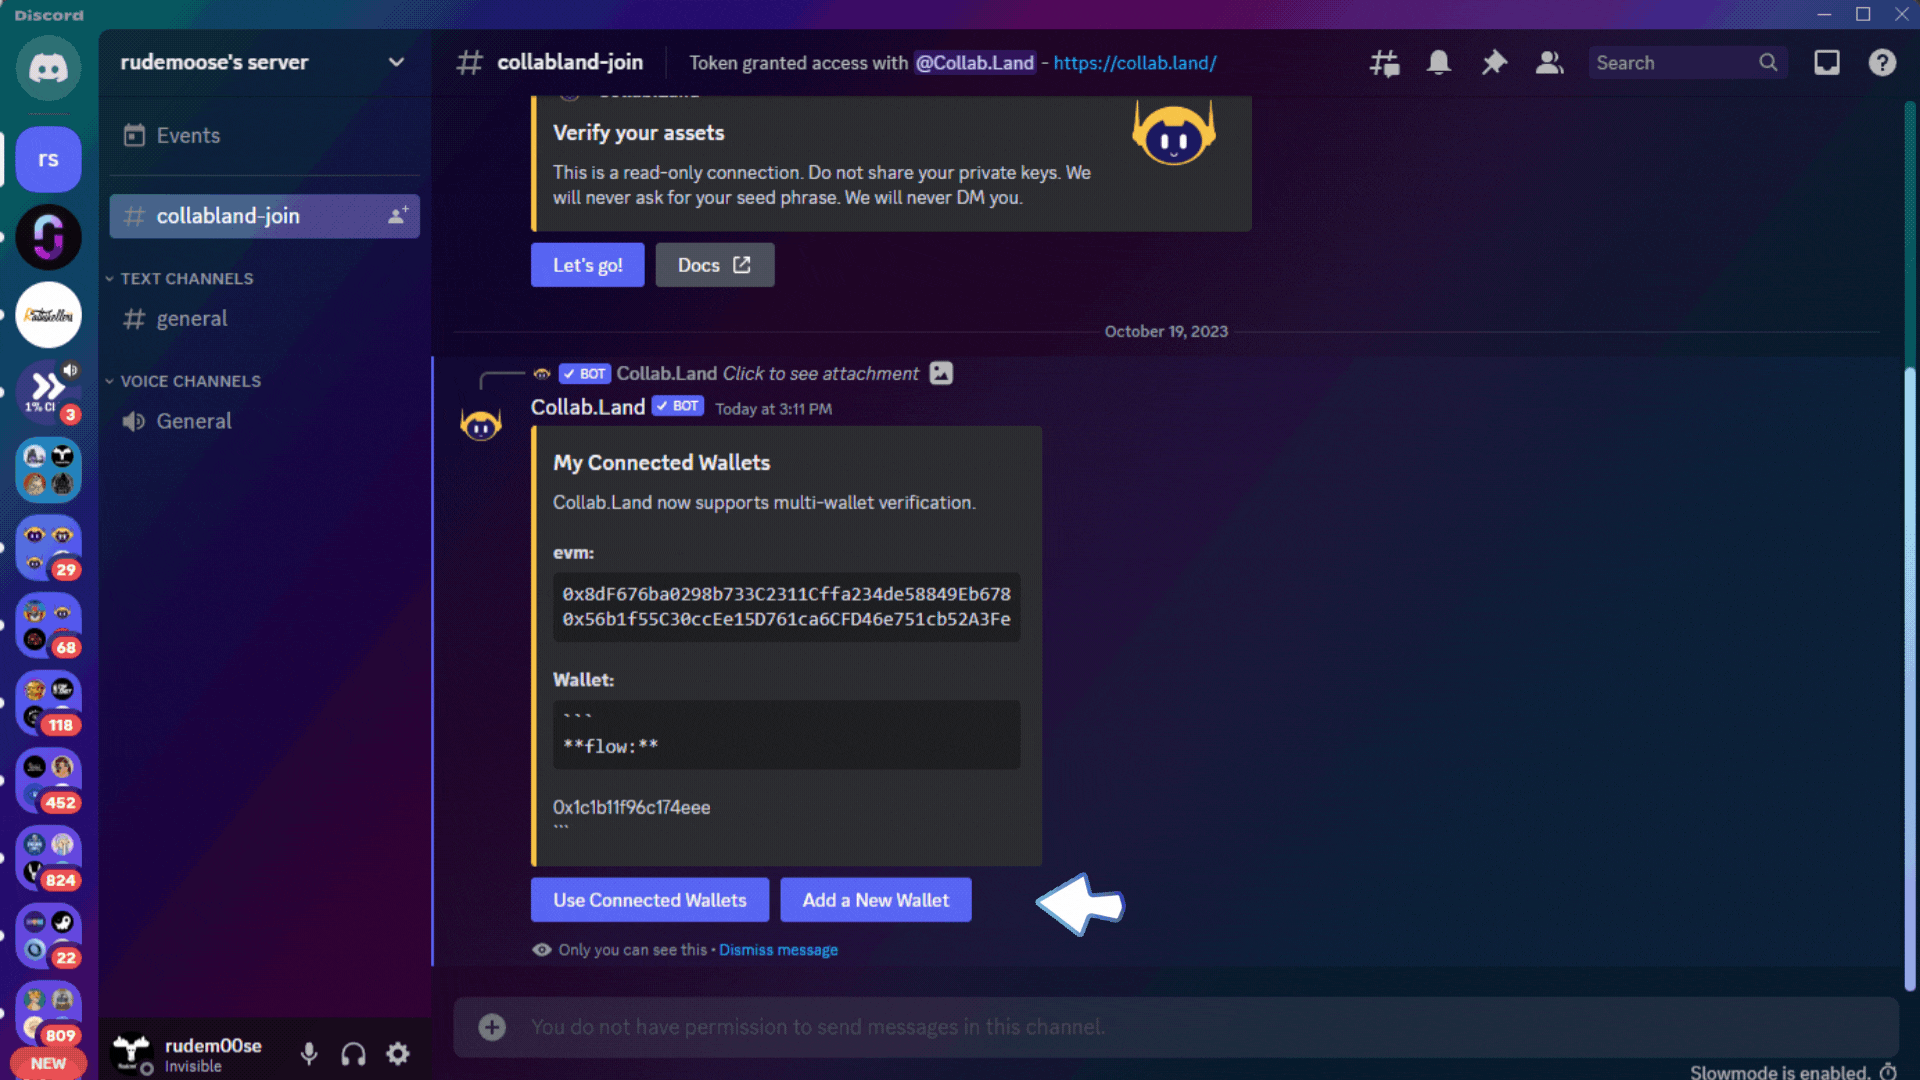 Discord
rudemoose's server
collabland-join
Token granted access with @Collab.Land - https://collab.land/
Search
Events
rs
collabland-join
TEXT CHANNELS
general
VOICE CHANNELS
General
1% CI
3
29
68
118
452
824
22
809
NEW
rudem00se
Invisible
Verify your assets
This is a read-only connection. Do not share your private keys. We
will never ask for your seed phrase. We will never DM you.
Let's go!
Docs
October 19, 2023
BOT Collab.Land Click to see attachment
Collab.Land BOT Today at 3:11 PM
My Connected Wallets
Collab.Land now supports multi-wallet verification.
evm:
0x8dF676ba0298b733C2311Cffa234de58849Eb678
0x56b1f55C30ccEe15D761ca6CFD46e751cb52A3Fe
Wallet:
```
**flow:**
0x1c1b11f96c174eee
```
Use Connected Wallets
Add a New Wallet
Only you can see this • Dismiss message
You do not have permission to send messages in this channel.
Slowmode is enabled.